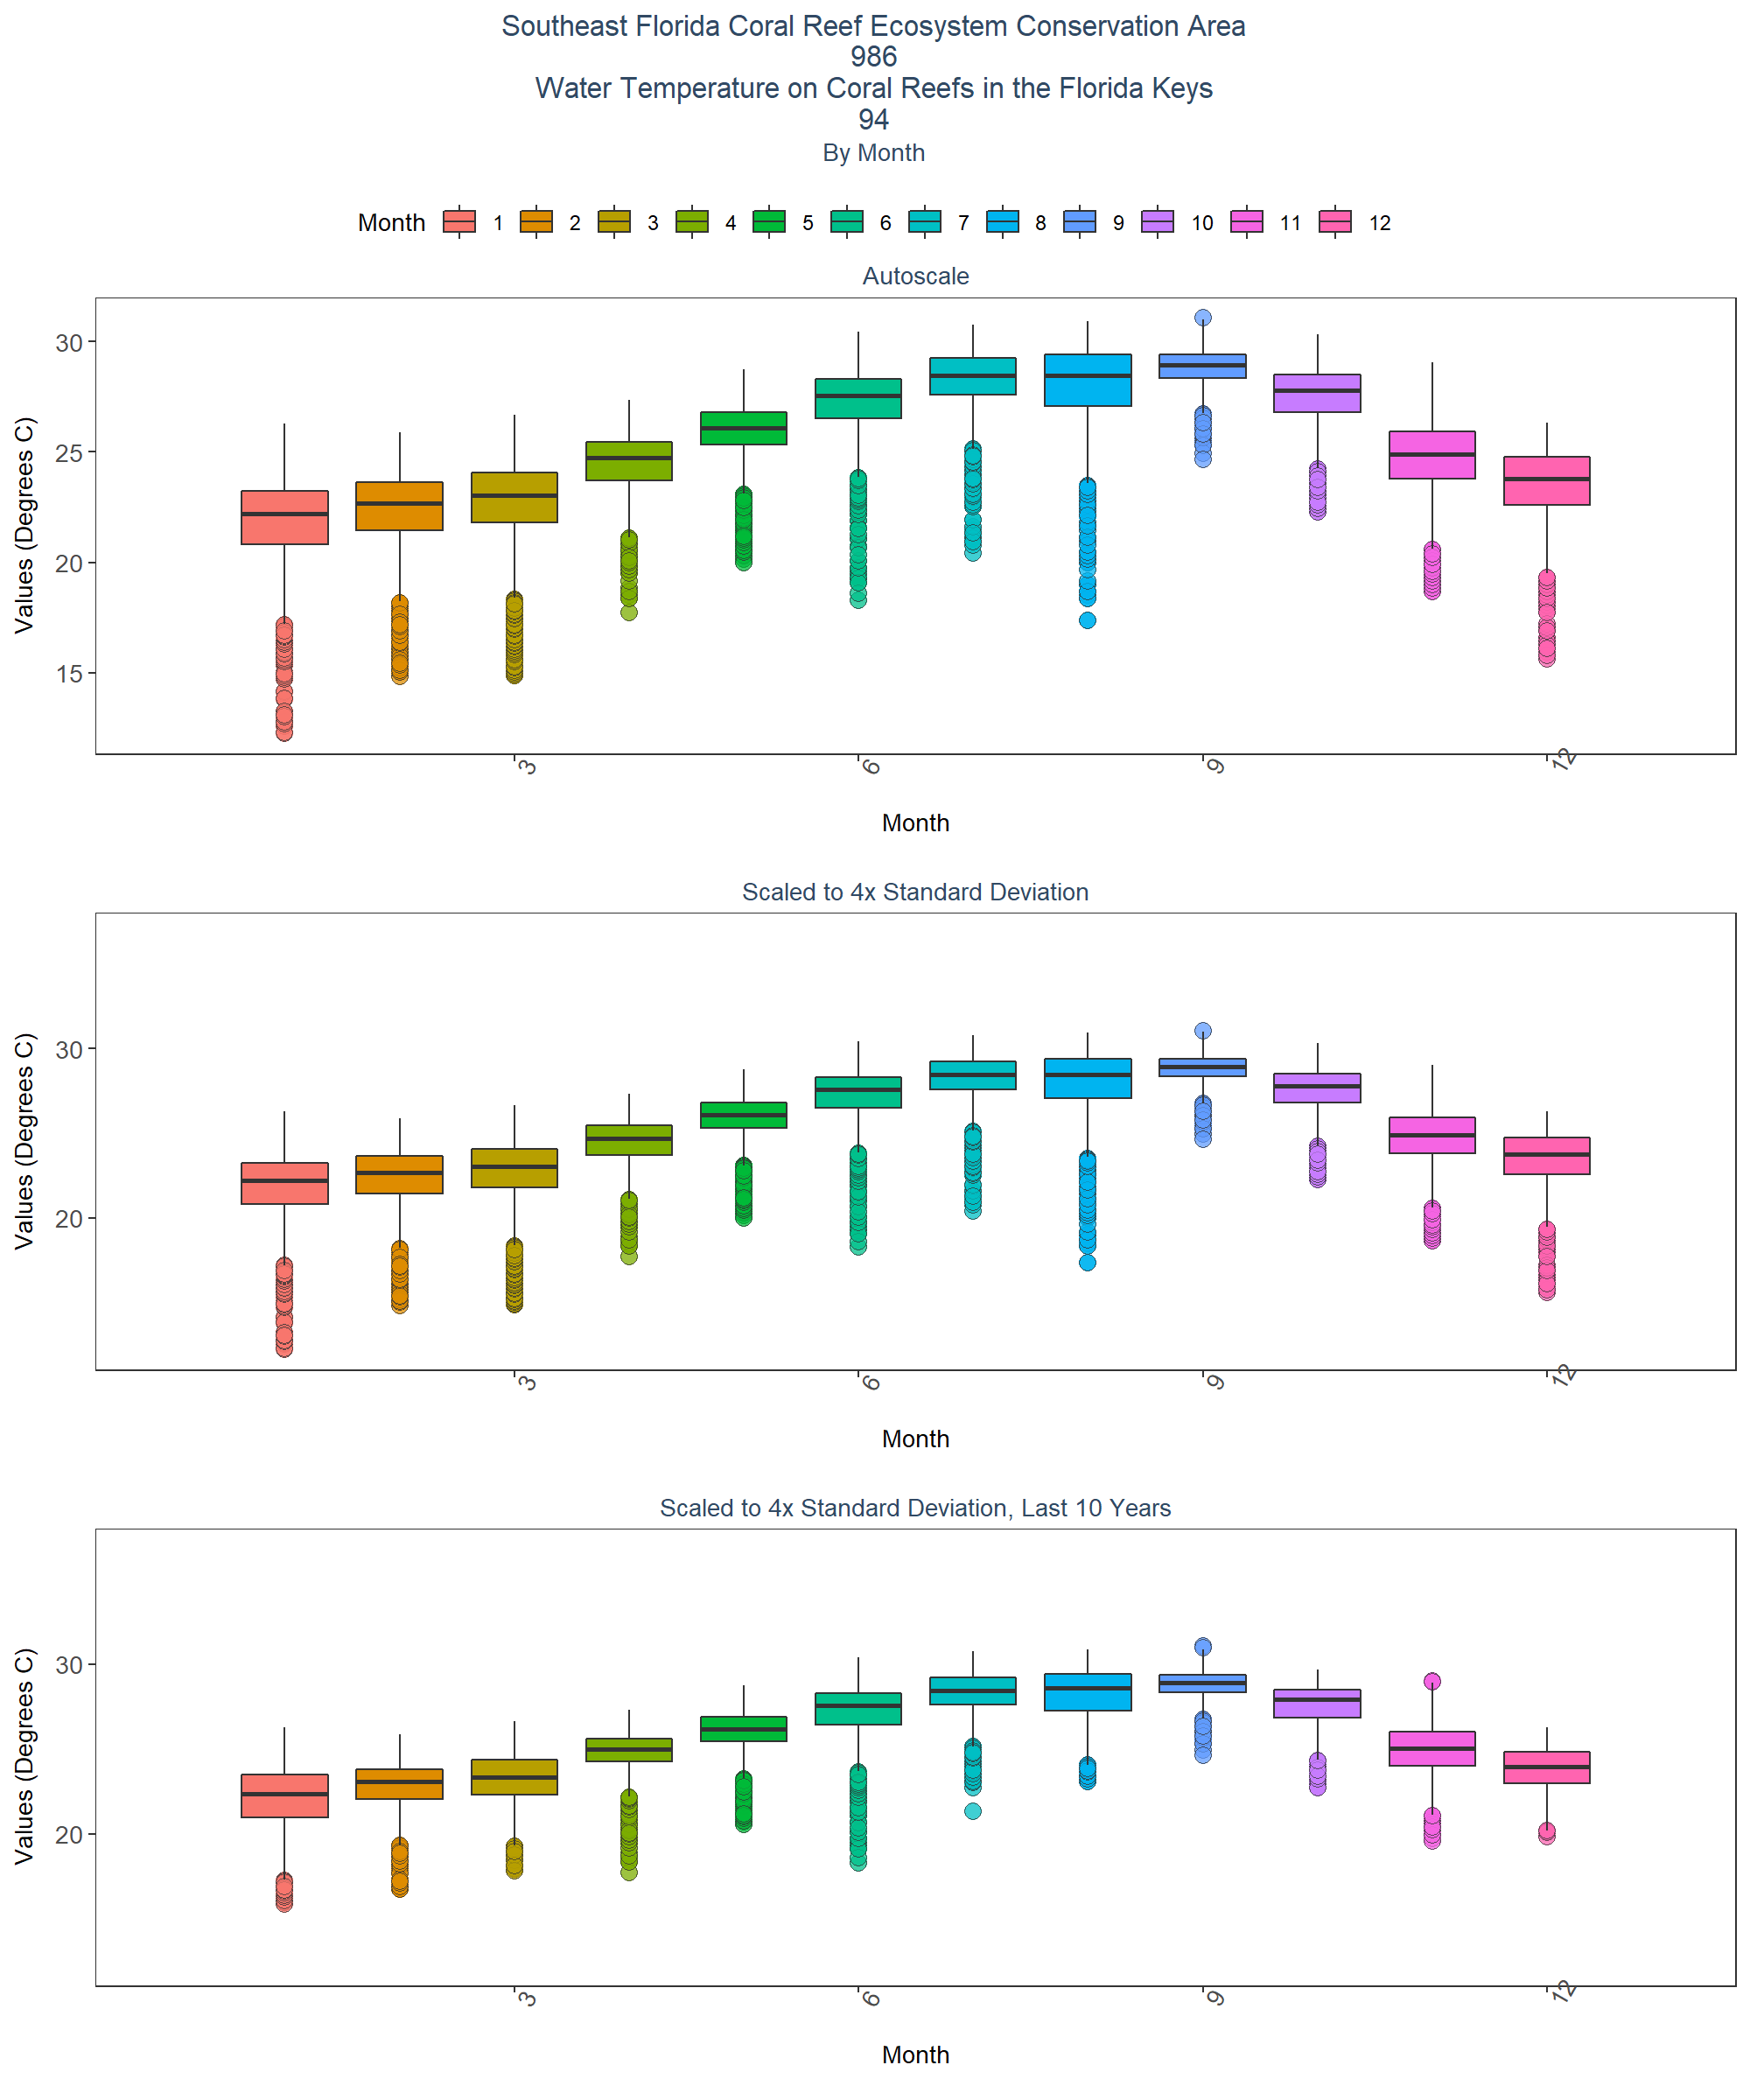 Southeast Florida Coral Reef Ecosystem Conservation Area
986
Water Temperature on Coral Reefs in the Florida Keys
94
By Month
Month 1 2 3 4 5 6 7 8 9 10 11 12
Autoscale
Values (Degrees C)
30
25
20
15
3 6 9 12
Month
Scaled to 4x Standard Deviation
Values (Degrees C)
30
20
3 6 9 12
Month
Scaled to 4x Standard Deviation, Last 10 Years
Values (Degrees C)
30
20
3 6 9 12
Month